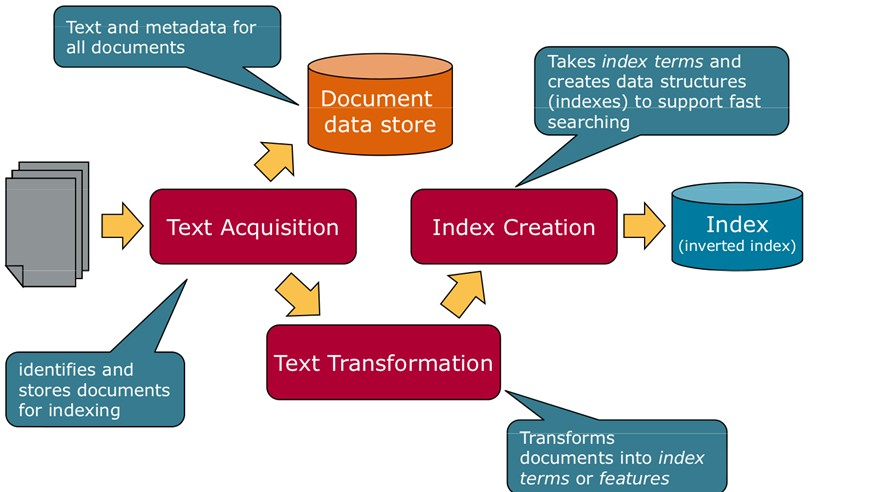 Text and metadata for
all documents
Document
data store
Takes index terms and
creates data structures
(indexes) to support fast
searching
Text Acquisition
Index Creation
Index
(inverted index)
Text Transformation
identifies and
stores documents
for indexing
Transforms
documents into index
terms or features